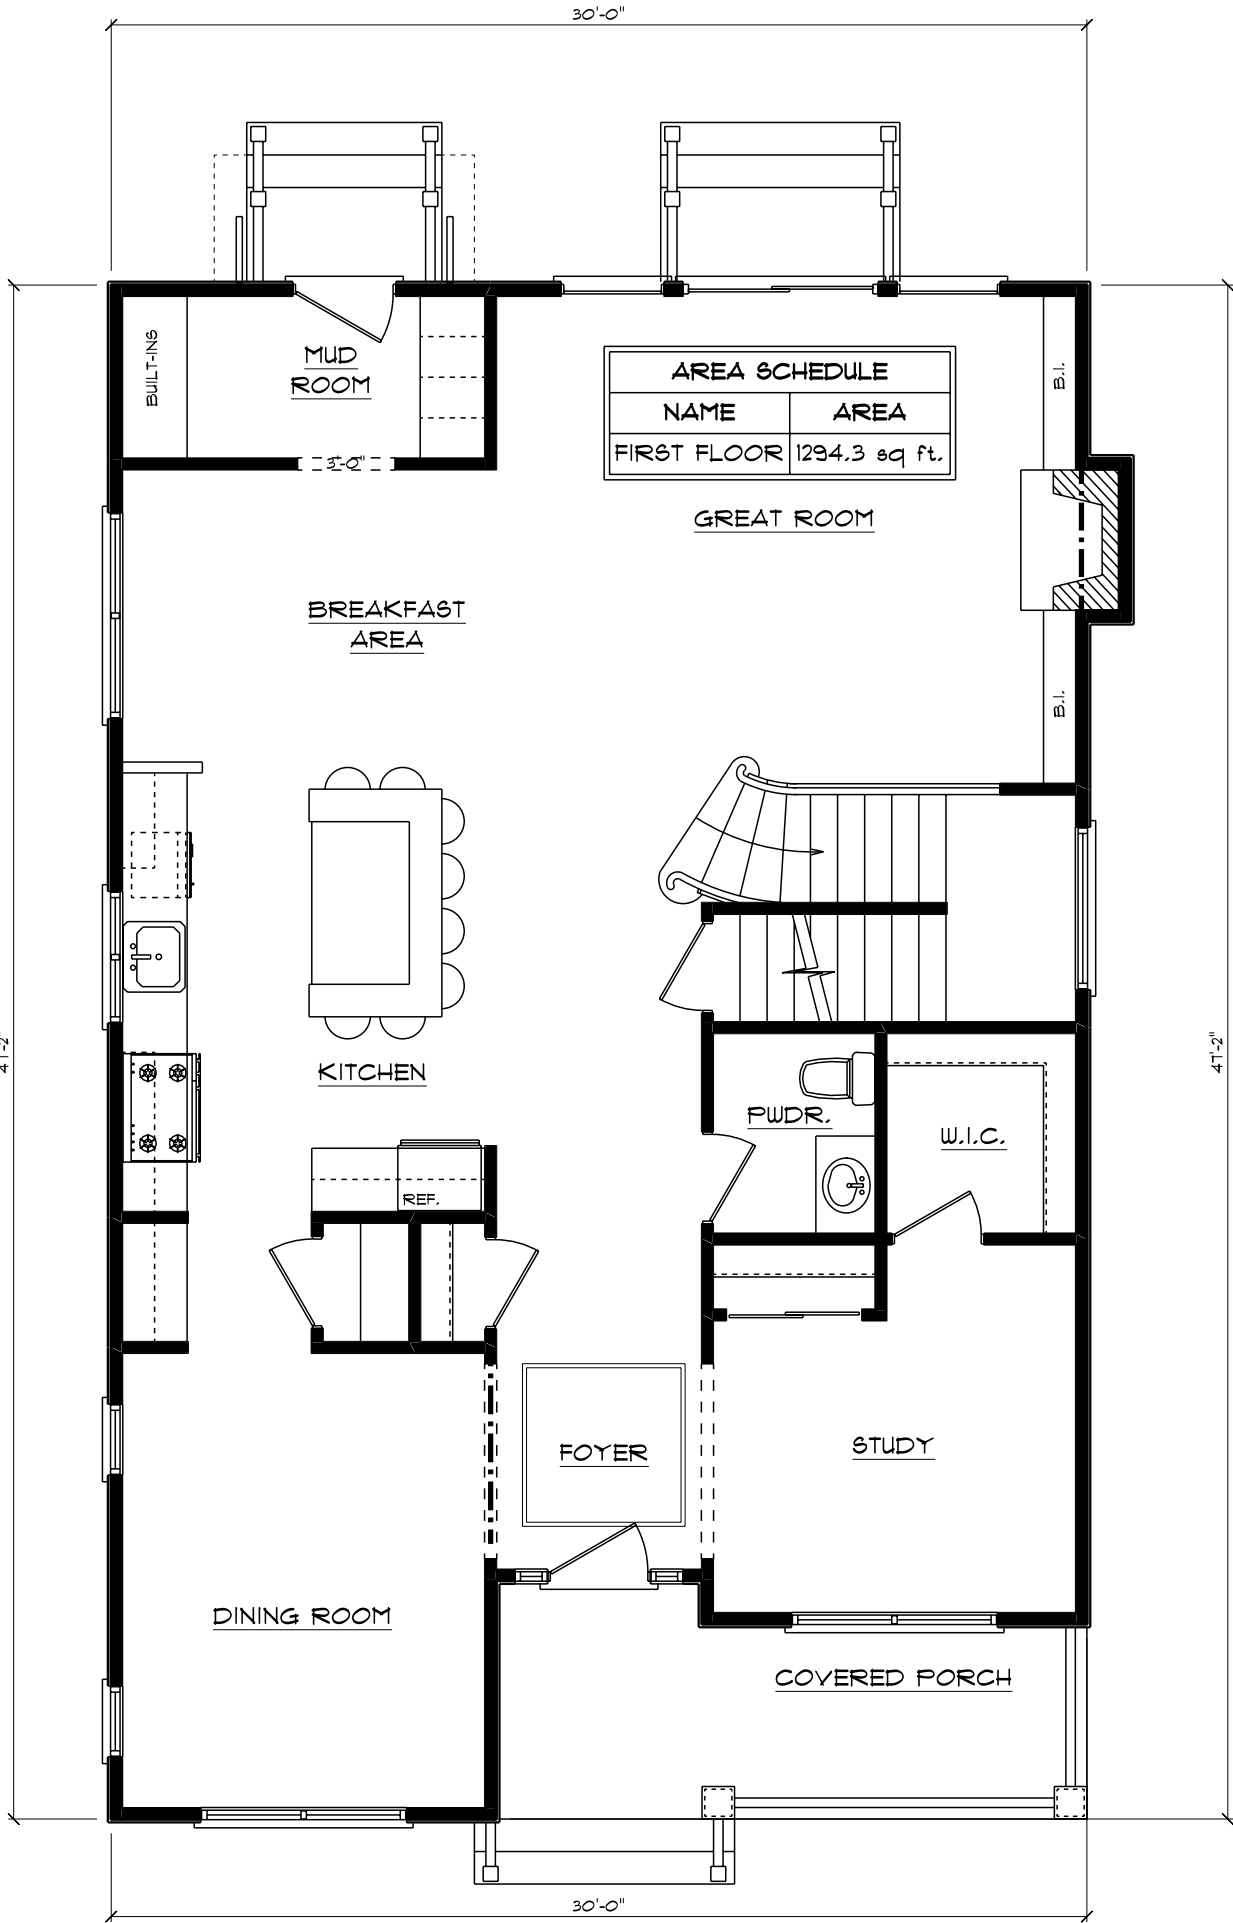 30'-0"
BUILT-INS
MUD
ROOM
3'-0"
AREA SCHEDULE
NAME AREA
FIRST FLOOR 1294.3 sq ft.
B.I.
GREAT ROOM
BREAKFAST
AREA
B.I.
47'-2"
KITCHEN
PWDR.
W.I.C.
REF.
FOYER
STUDY
DINING ROOM
COVERED PORCH
30'-0"